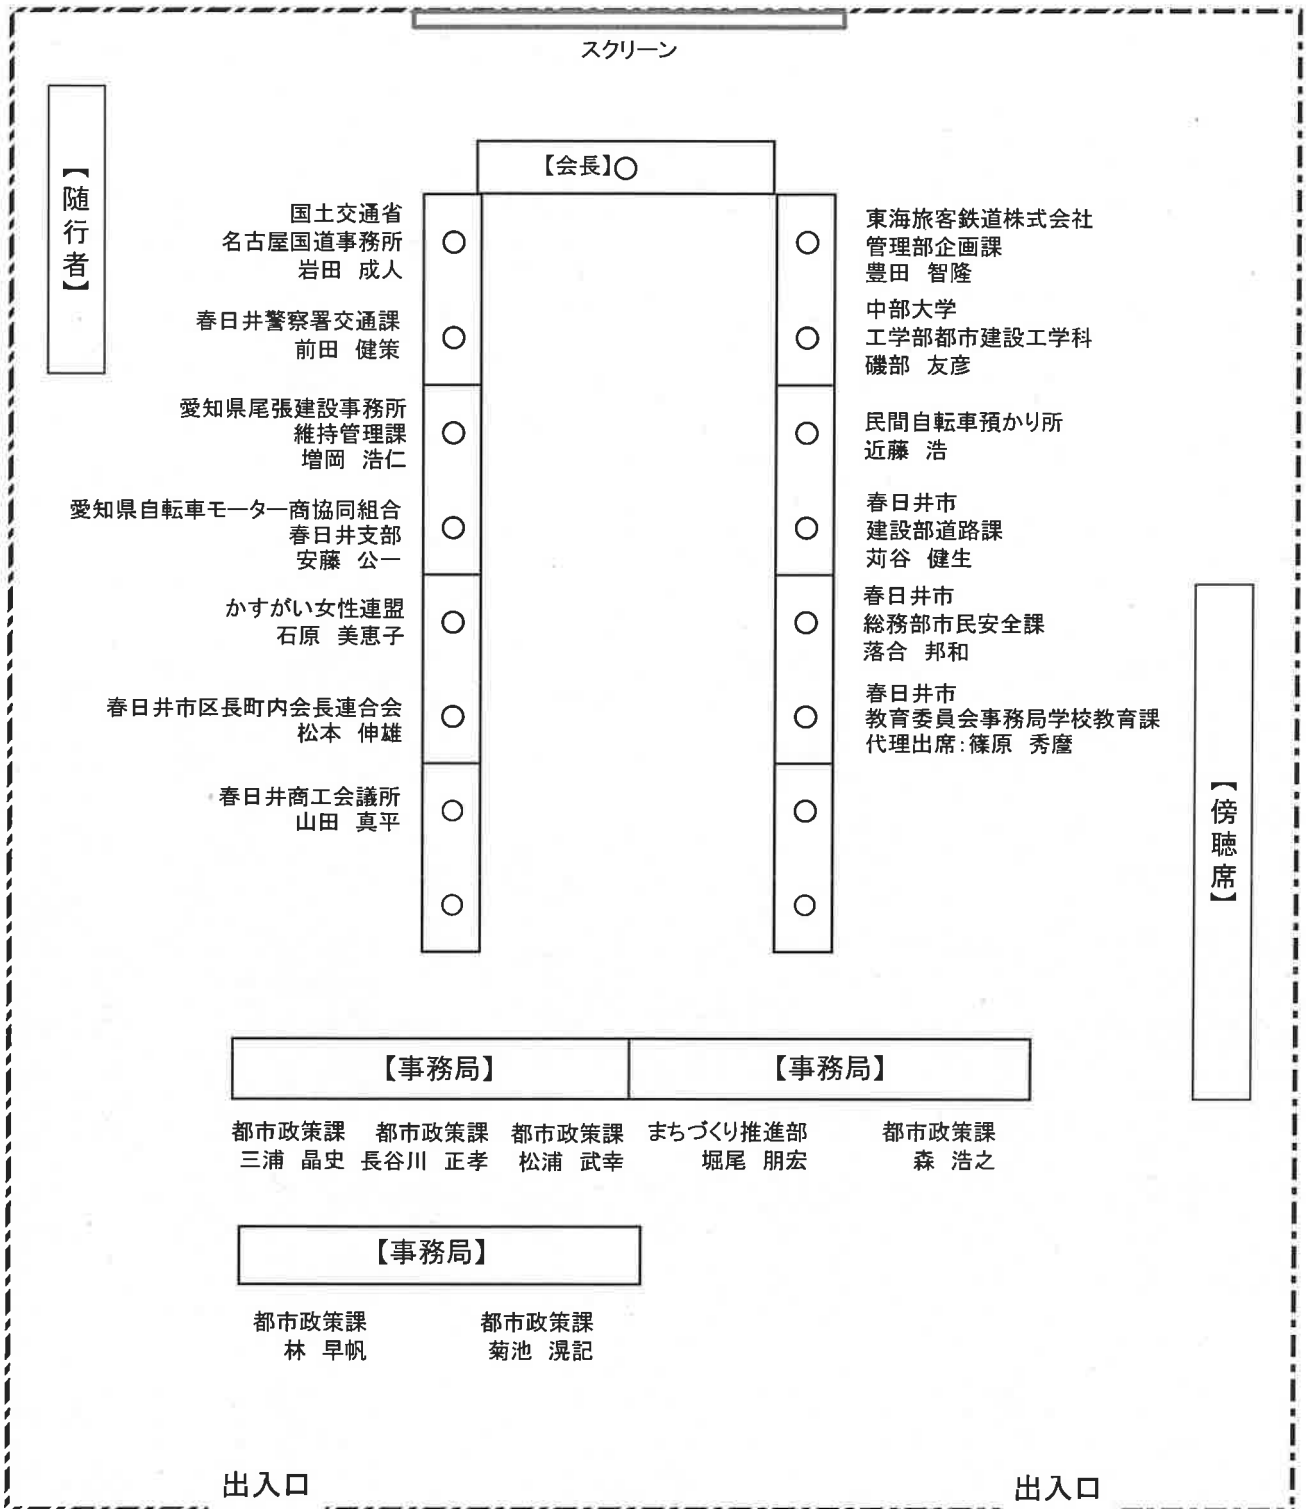 スクリーン
【会長】
【随行者】
国土交通省
名古屋国道事務所
岩田 成人
春日井警察署交通課
前田 健策
愛知県尾張建設事務所
維持管理課
増岡 浩仁
愛知県自転車モーター商協同組合
春日井支部
安藤 公一
かすがい女性連盟
石原 美恵子
春日井市区長町内会長連合会
松本 伸雄
春日井商工会議所
山田 真平
東海旅客鉄道株式会社
管理部企画課
豊田 智隆
中部大学
工学部都市建設工学科
磯部 友彦
民間自転車預かり所
近藤 浩
春日井市
建設部道路課
苅谷 健生
春日井市
総務部市民安全課
落合 邦和
春日井市
教育委員会事務局学校教育課
代理出席:篠原 秀麿
【傍聴席】
【事務局】 【事務局】
都市政策課 都市政策課 都市政策課 まちづくり推進部 都市政策課
三浦 晶史 長谷川 正孝 松浦 武幸 堀尾 朋宏 森 浩之
【事務局】
都市政策課 都市政策課
林 早帆 菊池 滉記
出入口 出入口